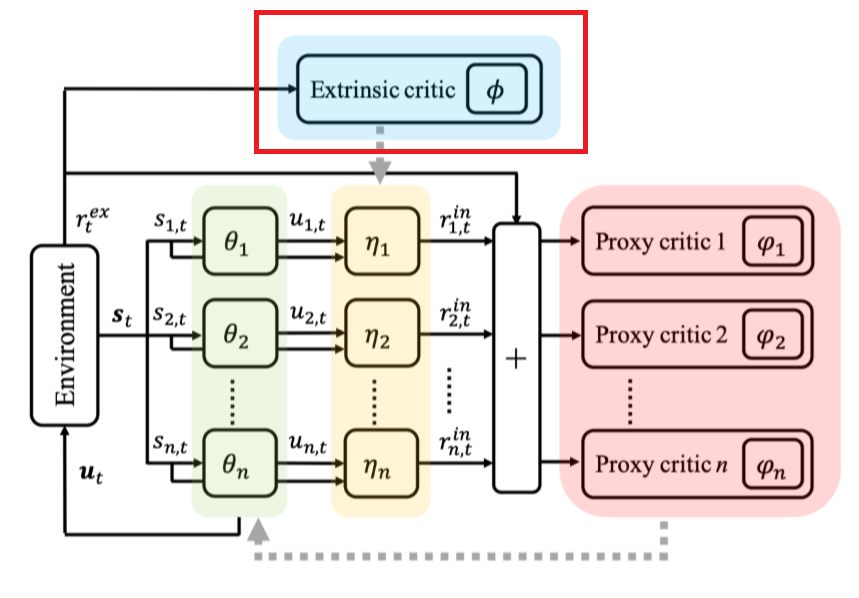 Extrinsic critic ϕ
r_t^{ex}
s_{1,t} θ_1 u_{1,t} η_1 r_{1,t}^{in} Proxy critic 1 φ_1
Environment
s_t s_{2,t} θ_2 u_{2,t} η_2 r_{2,t}^{in} + Proxy critic 2 φ_2
s_{n,t} θ_n u_{n,t} η_n r_{n,t}^{in} Proxy critic n φ_n
u_t